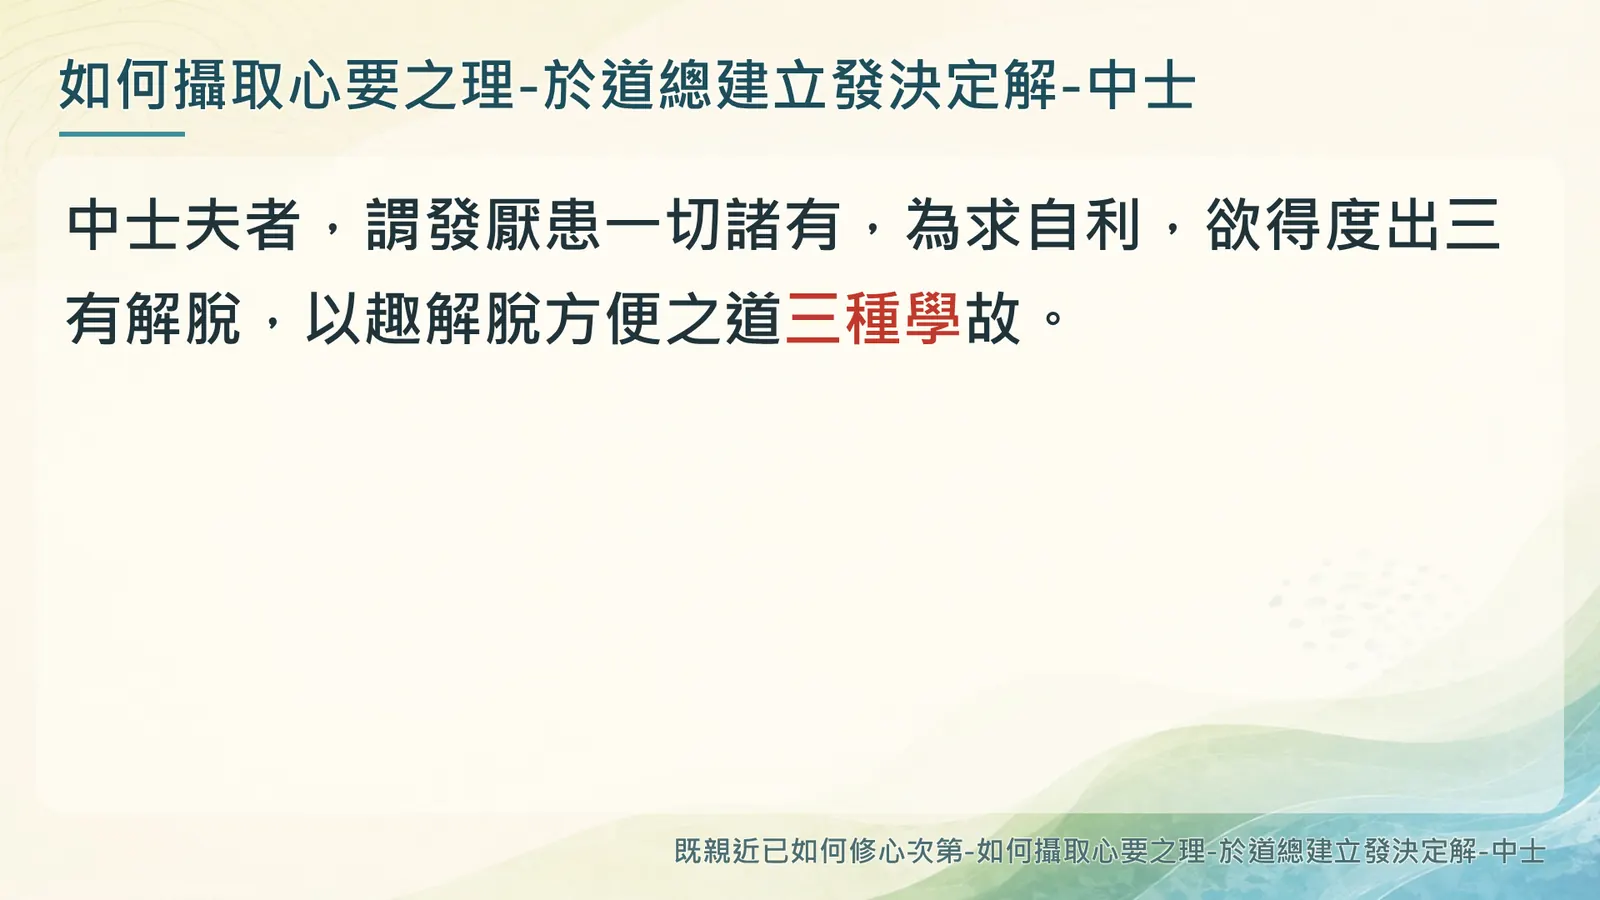 如何攝取心要之理-於道總建立發決定解-中士
中士夫者，謂發厭患一切諸有，為求自利，欲得度出三
有解脫，以趣解脫方便之道三種學故。
既親近已如何修心次第-如何攝取心要之理-於道總建立發決定解-中士